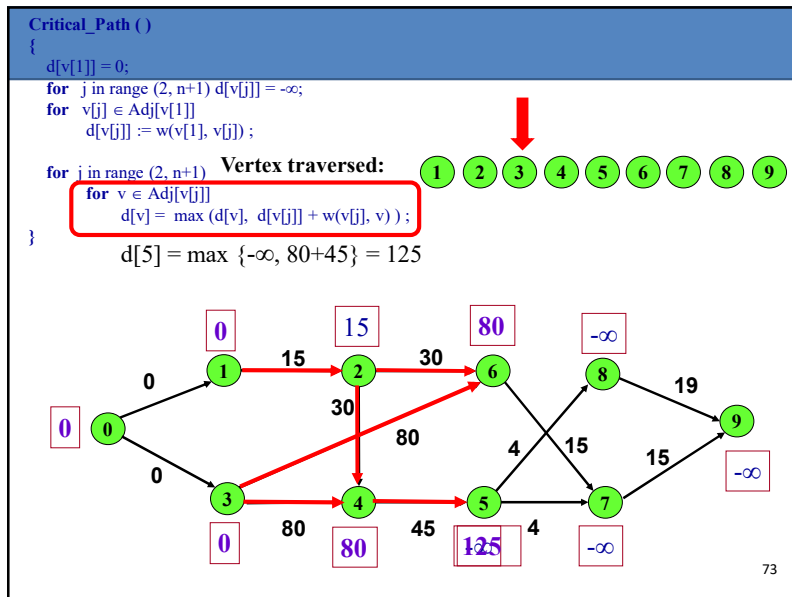 Critical_Path ( )
{
d[v[1]] = 0;
for j in range (2, n+1) d[v[j]] = -∞;
for v[j] ∈ Adj[v[1]]
d[v[j]] := w(v[1], v[j]) ;
for j in range (2, n+1)
Vertex traversed:
1 2 3 4 5 6 7 8 9
for v ∈ Adj[v[j]]
d[v] = max (d[v], d[v[j]] + w(v[j], v) ) ;
}
d[5] = max {-∞, 80+45} = 125
0 15 80 -∞
15 30
1 2 6 8
0 30 19
0 0 80 4 15 15 9
0 -∞
3 4 5 7
80 45 4
0 80 125 -∞ -∞
73